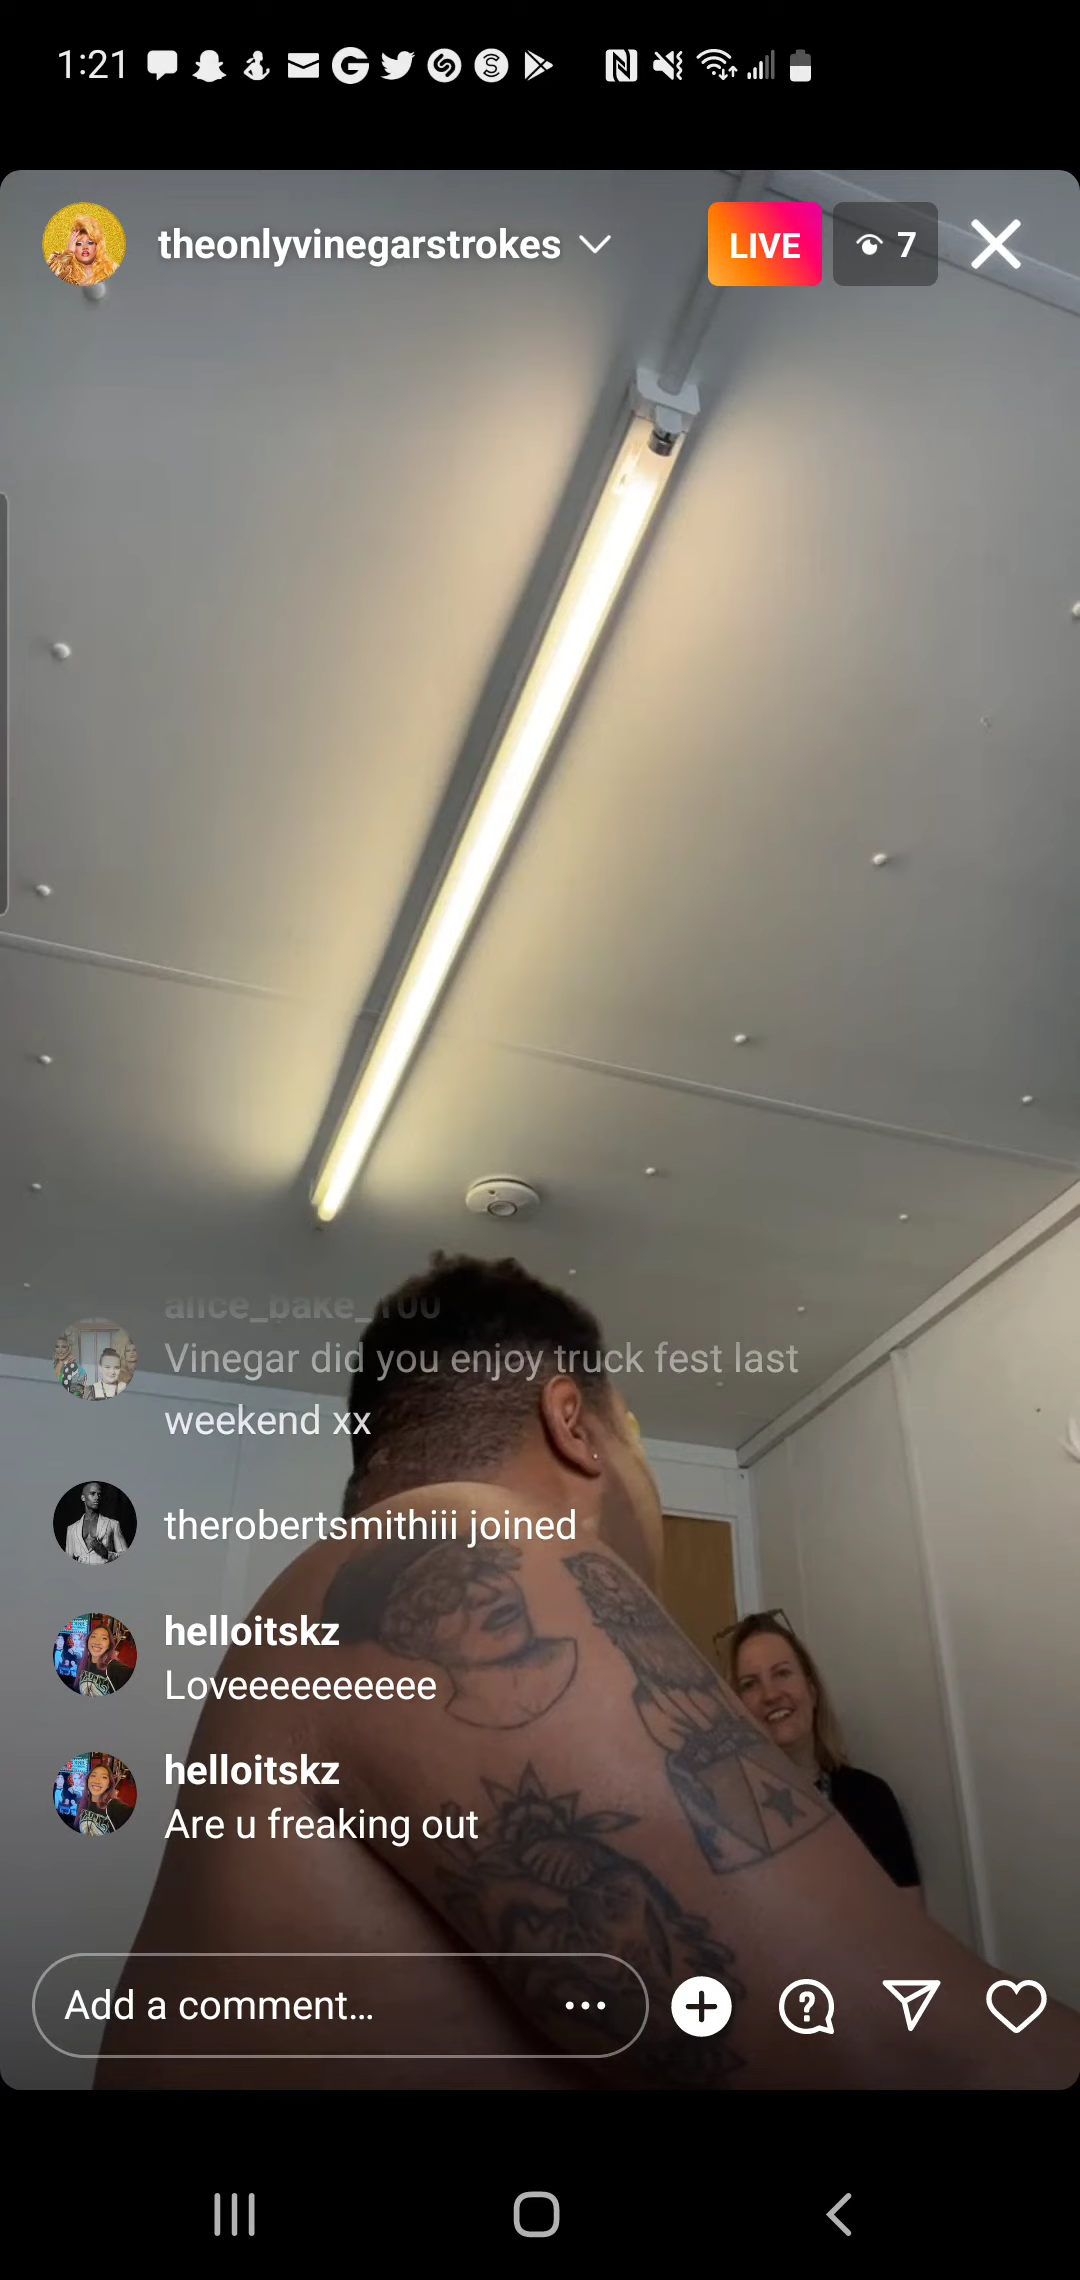 1:21
theonlyvinegarstrokes
LIVE
7
alice_bake_100
Vinegar did you enjoy truck fest last
weekend xx
therobertsmithiii joined
helloitskz
Loveeeeeeeeee
helloitskz
Are u freaking out
Add a comment...